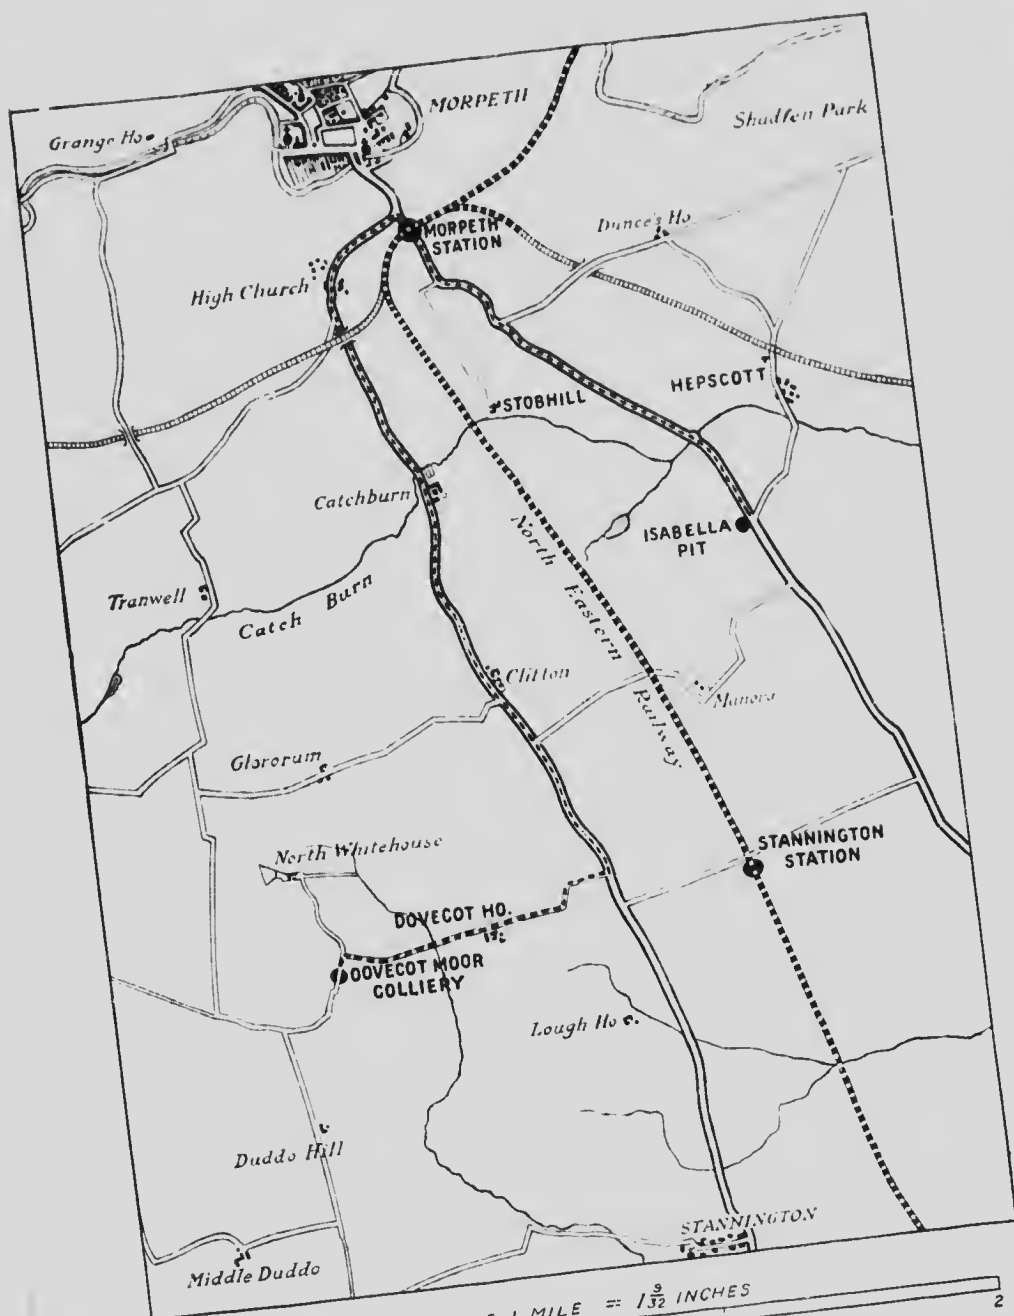 MORPETH
Grange Ho
Shadfen Park
MORPETH
STATION
Dunce's Ho
High Church
HEPSCOTT
STOBHILL
Catchburn
ISABELLA
PIT
North Eastern Railway.
Tranwell
Catch Burn
Clifton
Manora
Glororum
STANNINGTON
STATION
North Whitehouse
DOVECOT HO.
DOVECOT MOOR
COLLIERY
Lough Ho
Duddo Hill
STANNINGTON
Middle Duddo
1 MILE = 1 9/32 INCHES
2